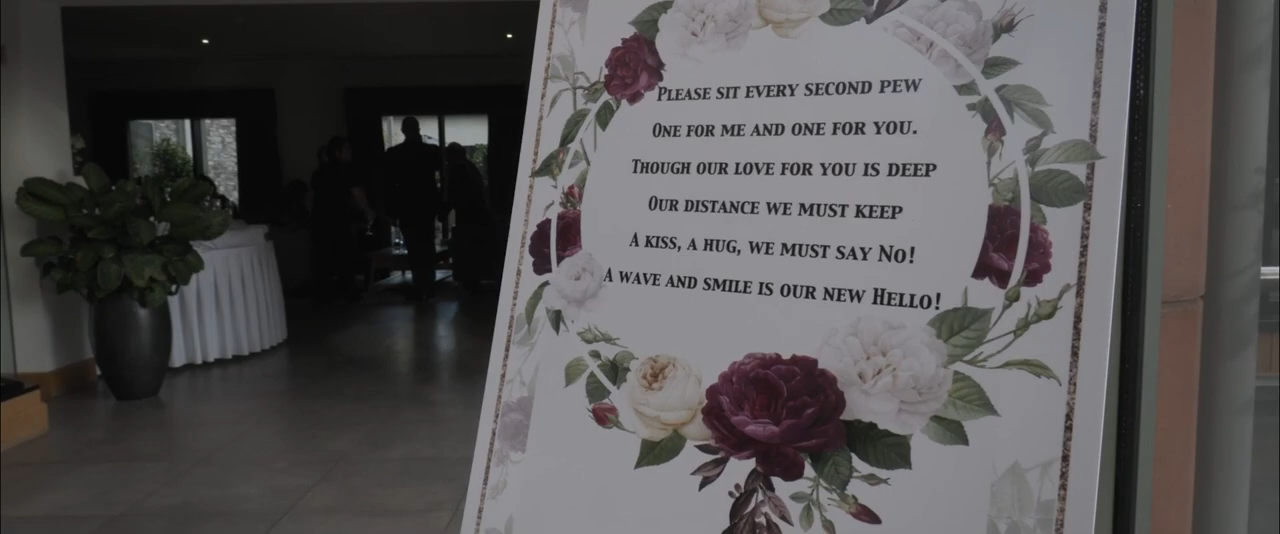 Please sit every second pew
One for me and one for you.
Though our love for you is deep
Our distance we must keep
A kiss, a hug, we must say No!
A wave and smile is our new Hello!